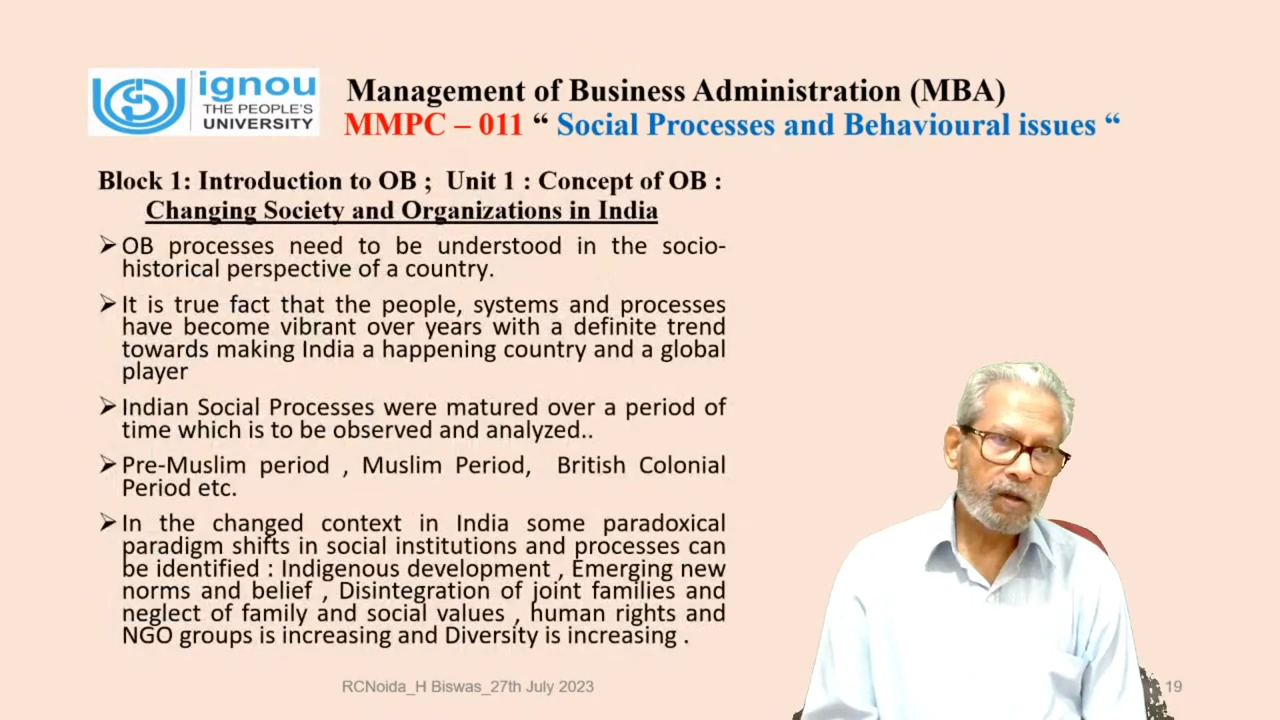 ignou
THE PEOPLE'S
UNIVERSITY
Management of Business Administration (MBA)
MMPC – 011 “ Social Processes and Behavioural issues “
Block 1: Introduction to OB ; Unit 1 : Concept of OB :
Changing Society and Organizations in India
➢OB processes need to be understood in the socio-
historical perspective of a country.
➢It is true fact that the people, systems and processes
have become vibrant over years with a definite trend
towards making India a happening country and a global
player
➢Indian Social Processes were matured over a period of
time which is to be observed and analyzed..
➢Pre-Muslim period , Muslim Period, British Colonial
Period etc.
➢In the changed context in India some paradoxical
paradigm shifts in social institutions and processes can
be identified : Indigenous development , Emerging new
norms and belief , Disintegration of joint families and
neglect of family and social values , human rights and
NGO groups is increasing and Diversity is increasing .
RCNoida_H Biswas_27th July 2023
19